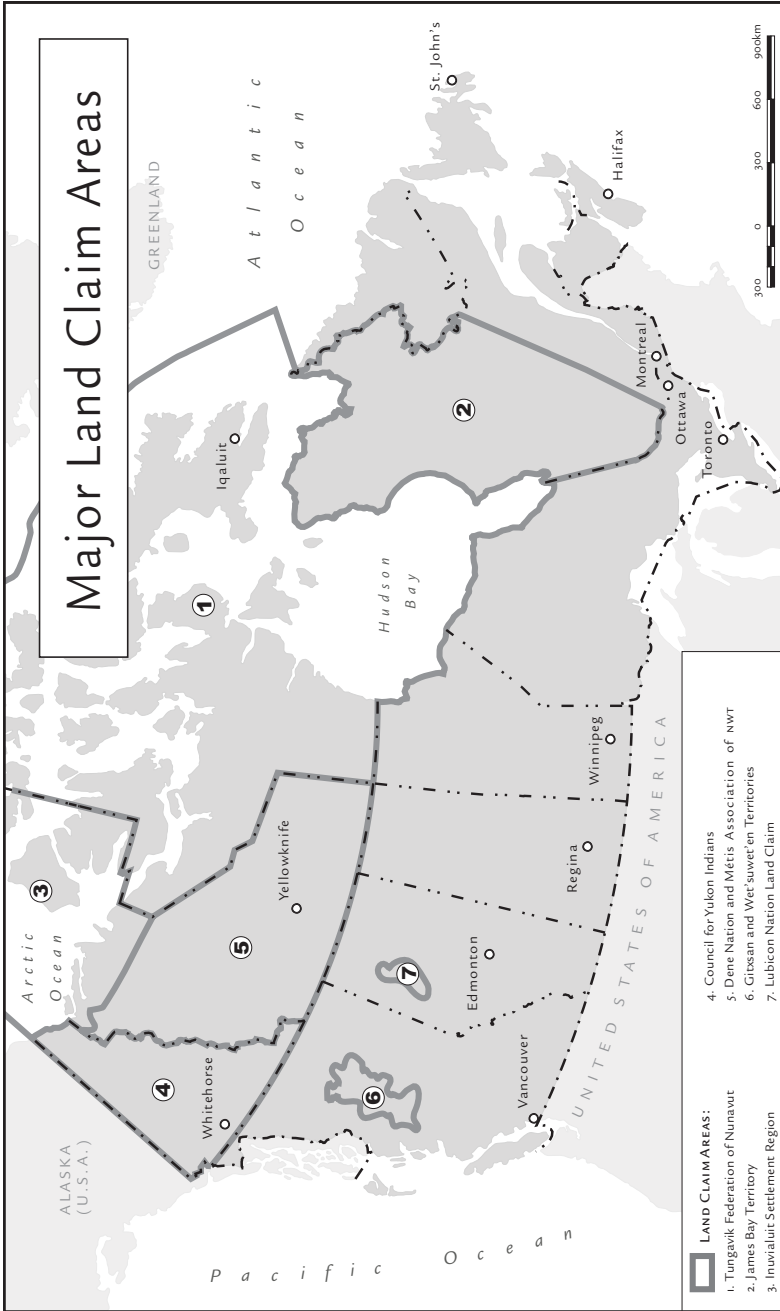 Major Land Claim Areas
GREENLAND
Atlantic
Ocean
St. John's
Iqaluit
1
3
Arctic
Ocean
ALASKA
(U.S.A.)
4
Whitehorse
5
Yellowknife
Hudson
Bay
2
Halifax
Montreal
Ottawa
Toronto
6
7
Edmonton
Regina
Winnipeg
Vancouver
Pacific Ocean
UNITED STATES OF AMERICA
300 0 300 600 900km
LAND CLAIM AREAS:
1. Tungavik Federation of Nunavut
2. James Bay Territory
3. Inuvialuit Settlement Region
4. Council for Yukon Indians
5. Dene Nation and Métis Association of NWT
6. Gitxsan and Wet'suwet'en Territories
7. Lubicon Nation Land Claim